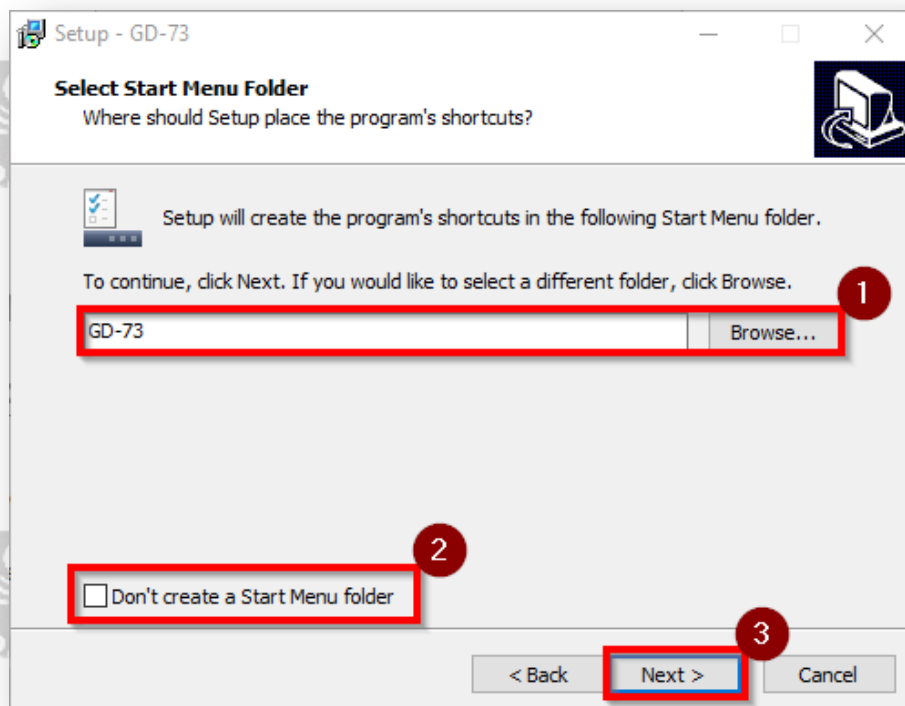 Setup - GD-73
Select Start Menu Folder
Where should Setup place the program's shortcuts?
Setup will create the program's shortcuts in the following Start Menu folder.
To continue, click Next. If you would like to select a different folder, click Browse.
1
GD-73 Browse...
2
Don't create a Start Menu folder
3
< Back Next > Cancel